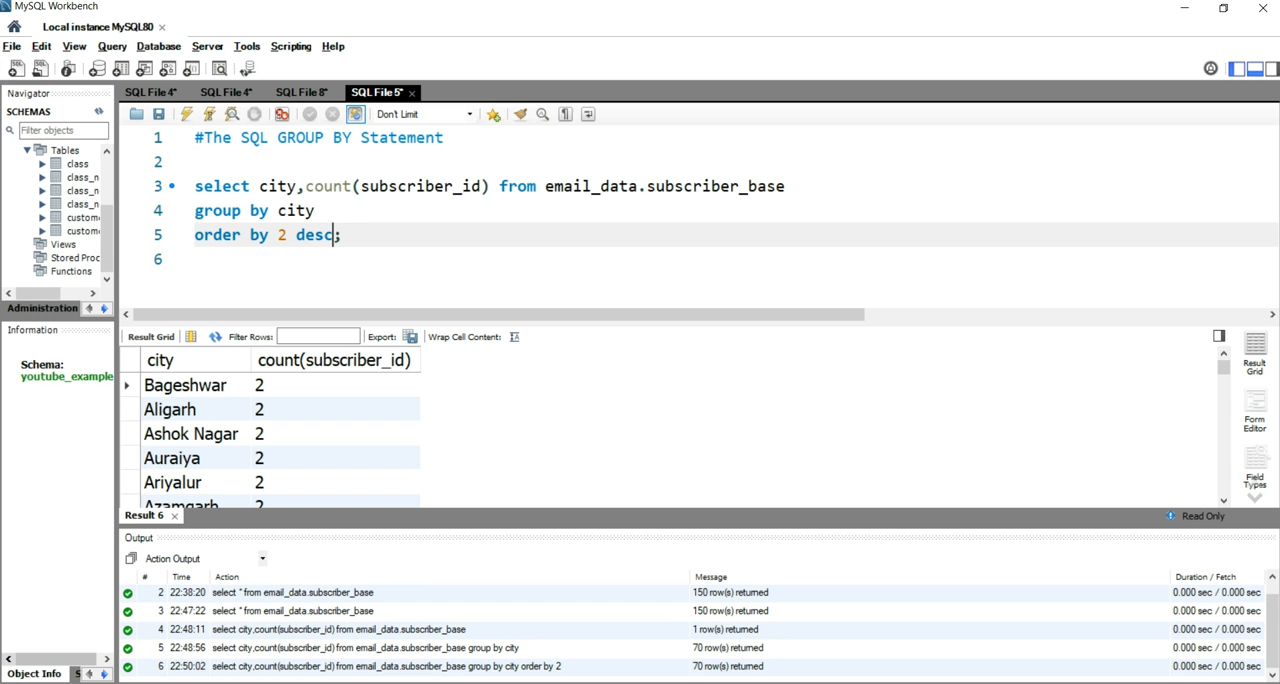 MySQL Workbench
Local instance MySQL80
File Edit View Query Database Server Tools Scripting Help
Navigator
SCHEMAS
Filter objects
Tables
class
class_n
class_n
class_n
custom
custom
Views
Stored Proc
Functions
Administration
Information
Schema:
youtube_example
Object Info S
SQL File 4* SQL File 4* SQL File 8* SQL File 5*
Don't Limit
1 #The SQL GROUP BY Statement
2
3 select city,count(subscriber_id) from email_data.subscriber_base
4 group by city
5 order by 2 desc;
6
Result Grid Filter Rows: Export: Wrap Cell Content:
city count(subscriber_id)
Bageshwar 2
Aligarh 2
Ashok Nagar 2
Auraiya 2
Ariyalur 2
Azamgarh 2
Result Grid
Form Editor
Field Types
Result 6
Read Only
Output
Action Output
# Time Action Message Duration / Fetch
2 22:38:20 select * from email_data.subscriber_base 150 row(s) returned 0.000 sec / 0.000 sec
3 22:47:22 select * from email_data.subscriber_base 150 row(s) returned 0.000 sec / 0.000 sec
4 22:48:11 select city,count(subscriber_id) from email_data.subscriber_base 1 row(s) returned 0.000 sec / 0.000 sec
5 22:48:56 select city,count(subscriber_id) from email_data.subscriber_base group by city 70 row(s) returned 0.000 sec / 0.000 sec
6 22:50:02 select city,count(subscriber_id) from email_data.subscriber_base group by city order by 2 70 row(s) returned 0.000 sec / 0.000 sec